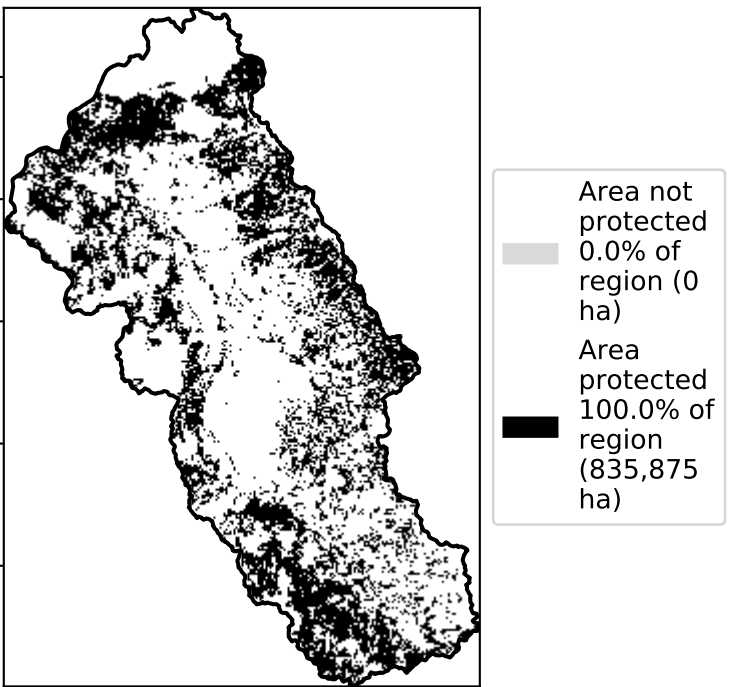 Area not
protected
0.0% of
region (0
ha)
Area
protected
100.0% of
region
(835,875
ha)